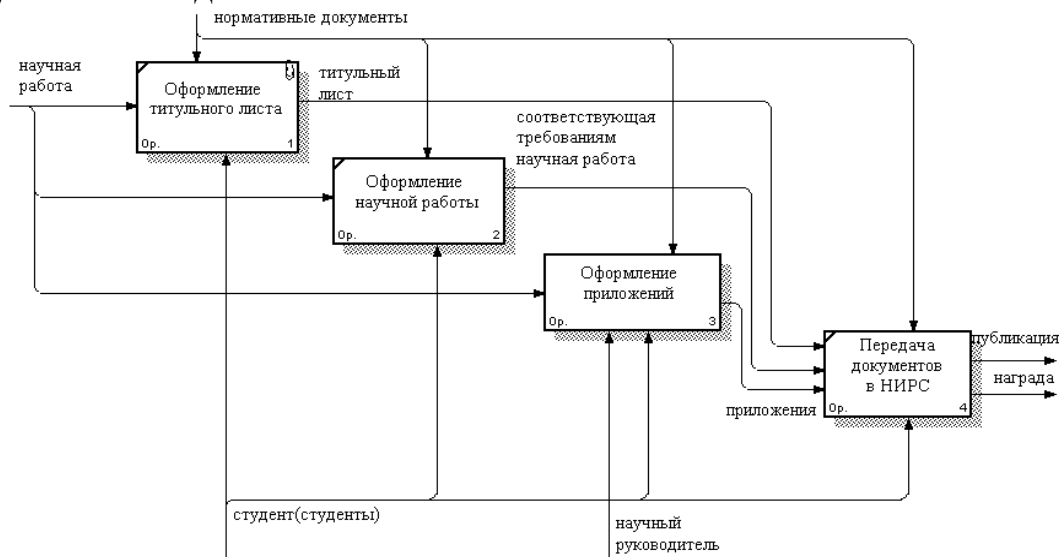 нормативные документы
научная
работа
Оформление
титульного листа
0р.
1
титульный
лист
соответствующая
требованиям
научная работа
Оформление
научной работы
0р.
2
Оформление
приложений
0р.
3
Передача
документов
в НИРС
0р.
4
публикация
награда
приложения
студент(студенты)
научный
руководитель